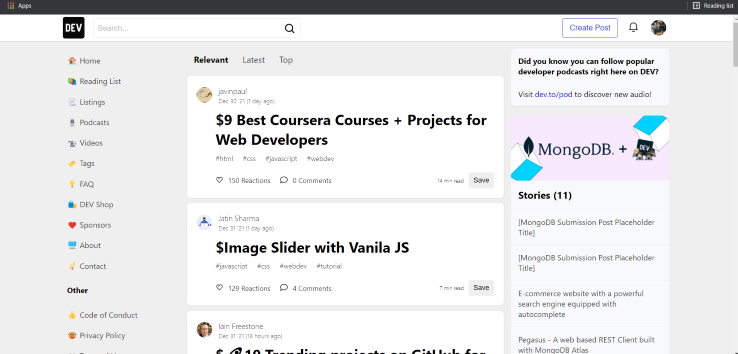 Apps
Reading list
DEV
Search...
Create Post
Home
Reading List
Listings
Podcasts
Videos
Tags
FAQ
DEV Shop
Sponsors
About
Contact
Other
Code of Conduct
Privacy Policy
Relevant Latest Top
javinpaul
Dec 30 '21 (1 day ago)
$9 Best Coursera Courses + Projects for
Web Developers
#html #css #javascript #webdev
150 Reactions 0 Comments 14 min read Save
Jatin Sharma
Dec 31 '21 (1 day ago)
$Image Slider with Vanila JS
#javascript #css #webdev #tutorial
129 Reactions 4 Comments 7 min read Save
Iain Freestone
Dec 31 '21 (18 hours ago)
$ 🚀10 Trending projects on GitHub for
Did you know you can follow popular
developer podcasts right here on DEV?
Visit dev.to/pod to discover new audio!
MongoDB. + DEV
Stories (11)
[MongoDB Submission Post Placeholder
Title]
[MongoDB Submission Post Placeholder
Title]
E-commerce website with a powerful
search engine equipped with
autocomplete
Pegasus - A web based REST Client built
with MongoDB Atlas